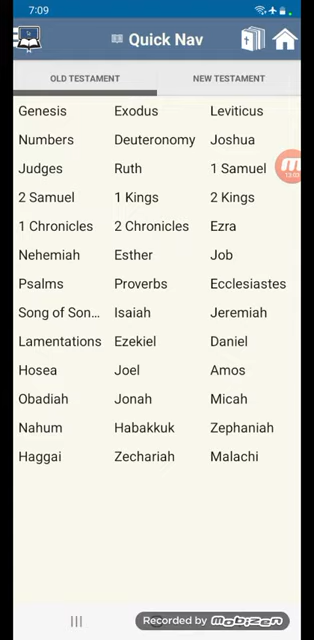 7:09
Quick Nav
OLD TESTAMENT NEW TESTAMENT
Genesis Exodus Leviticus
Numbers Deuteronomy Joshua
Judges Ruth 1 Samuel
2 Samuel 1 Kings 2 Kings
1 Chronicles 2 Chronicles Ezra
Nehemiah Esther Job
Psalms Proverbs Ecclesiastes
Song of Son... Isaiah Jeremiah
Lamentations Ezekiel Daniel
Hosea Joel Amos
Obadiah Jonah Micah
Nahum Habakkuk Zephaniah
Haggai Zechariah Malachi
Recorded by mobizen